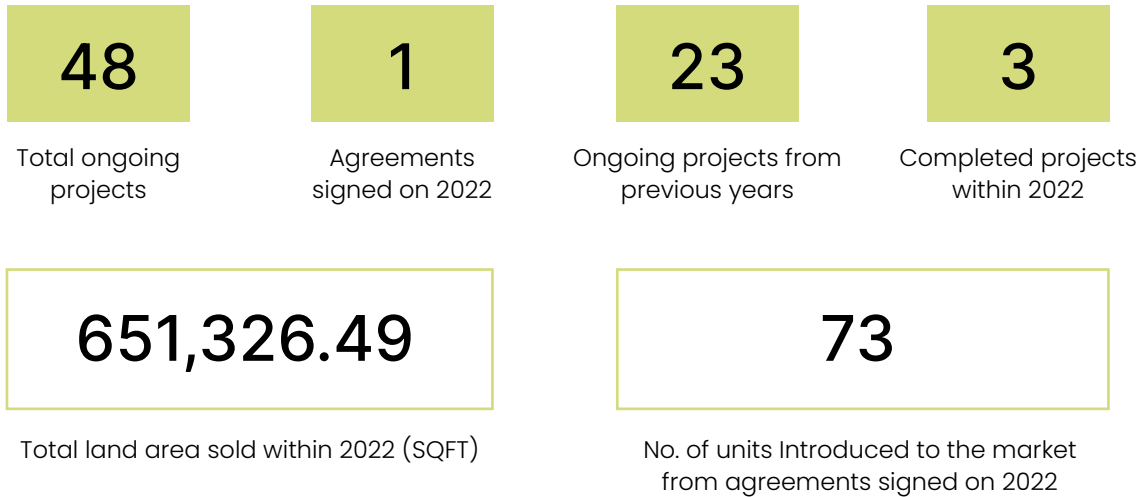 48
1
23
3
Total ongoing
projects
Agreements
signed on 2022
Ongoing projects from
previous years
Completed projects
within 2022
651,326.49
73
Total land area sold within 2022 (SQFT)
No. of units Introduced to the market
from agreements signed on 2022